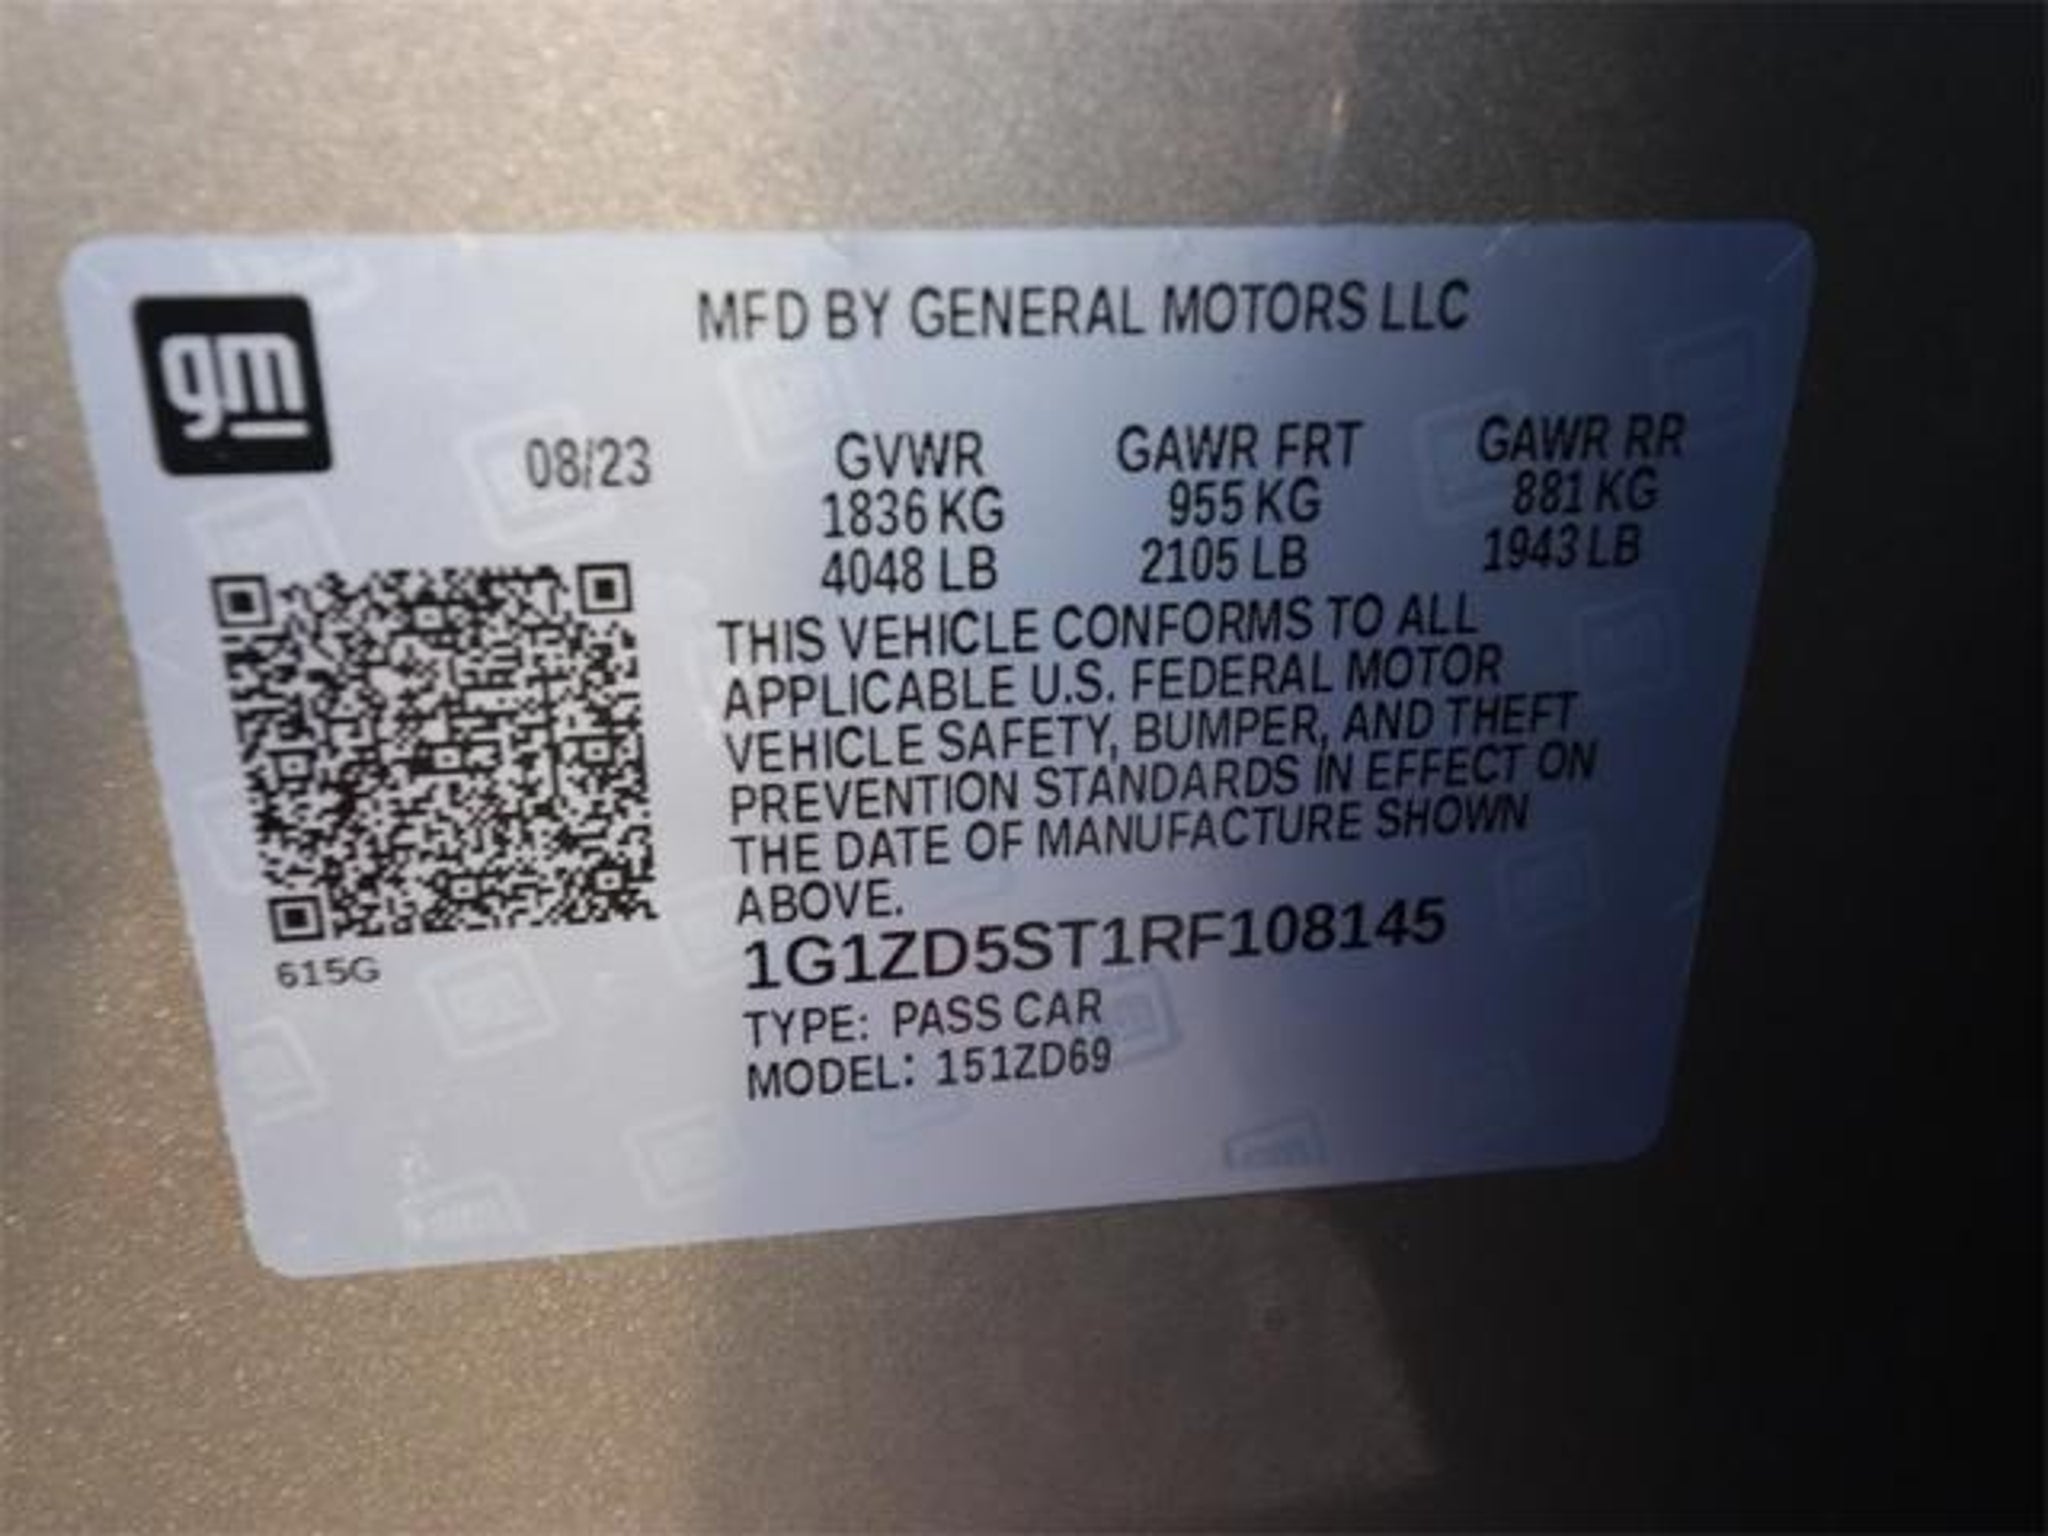 gm
MFD BY GENERAL MOTORS LLC
08/23 GVWR GAWR FRT GAWR RR
1836 KG 955 KG 881 KG
4048 LB 2105 LB 1943 LB
THIS VEHICLE CONFORMS TO ALL
APPLICABLE U.S. FEDERAL MOTOR
VEHICLE SAFETY, BUMPER, AND THEFT
PREVENTION STANDARDS IN EFFECT ON
THE DATE OF MANUFACTURE SHOWN
ABOVE.
1G1ZD5ST1RF108145
615G
TYPE: PASS CAR
MODEL: 151ZD69